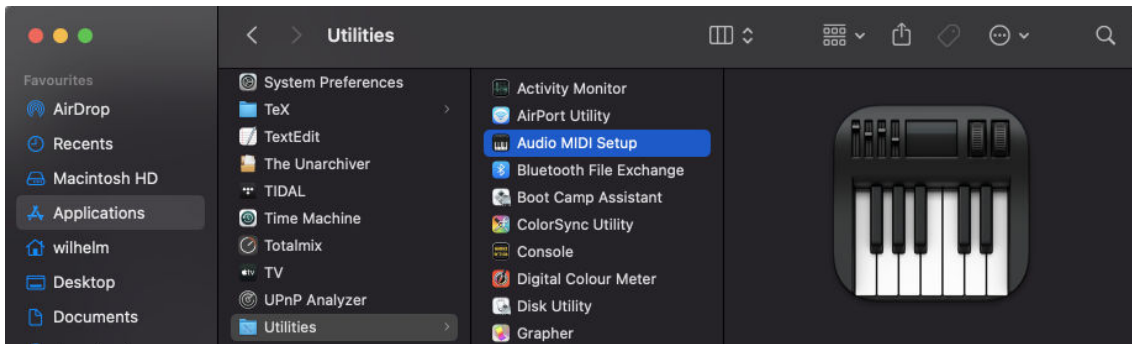 Utilities
Favourites
AirDrop
Recents
Macintosh HD
Applications
wilhelm
Desktop
Documents
System Preferences
TeX
TextEdit
The Unarchiver
TIDAL
Time Machine
Totalmix
TV
UPnP Analyzer
Utilities
Activity Monitor
AirPort Utility
Audio MIDI Setup
Bluetooth File Exchange
Boot Camp Assistant
ColorSync Utility
Console
Digital Colour Meter
Disk Utility
Grapher